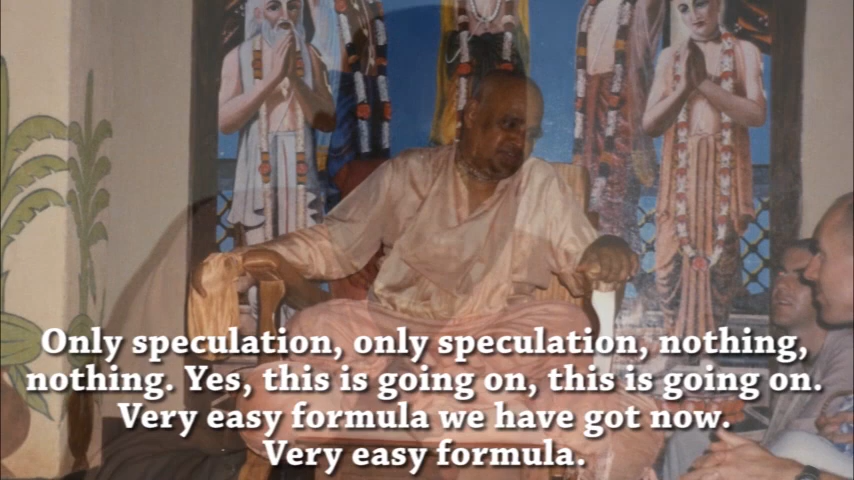 Only speculation, only speculation, nothing,
nothing. Yes, this is going on, this is going on.
Very easy formula we have got now.
Very easy formula.